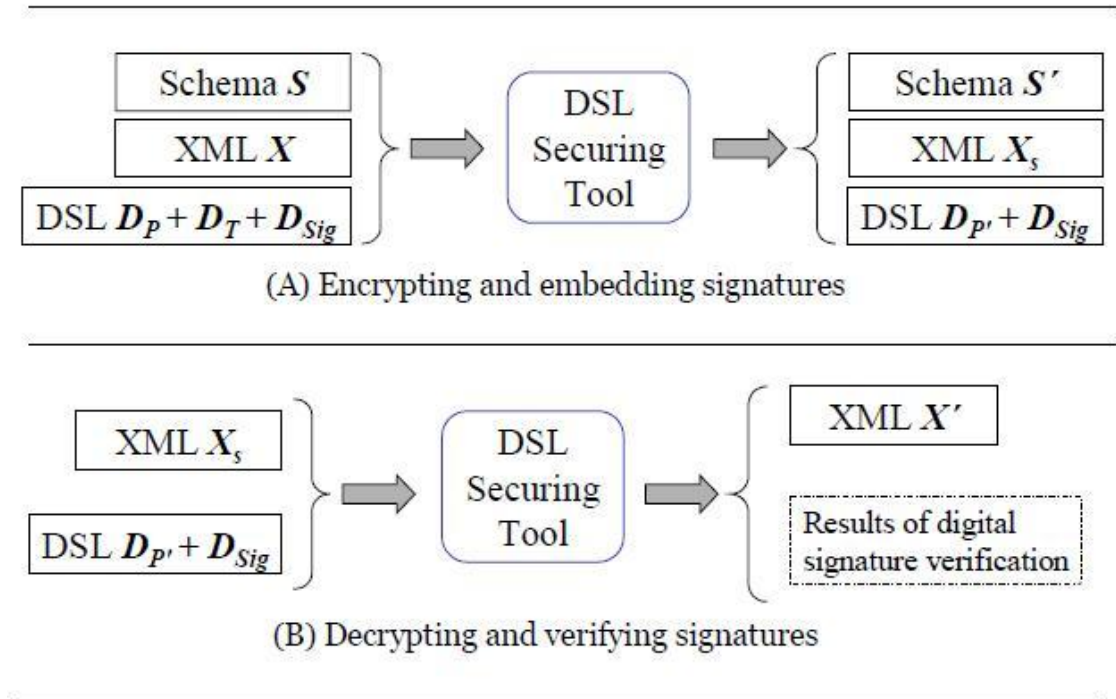 Schema S
XML X
DSL D_P + D_T + D_Sig
DSL
Securing
Tool
Schema S´
XML X_s
DSL D_P' + D_Sig
(A) Encrypting and embedding signatures
XML X_s
DSL D_P' + D_Sig
DSL
Securing
Tool
XML X´
Results of digital
signature verification
(B) Decrypting and verifying signatures